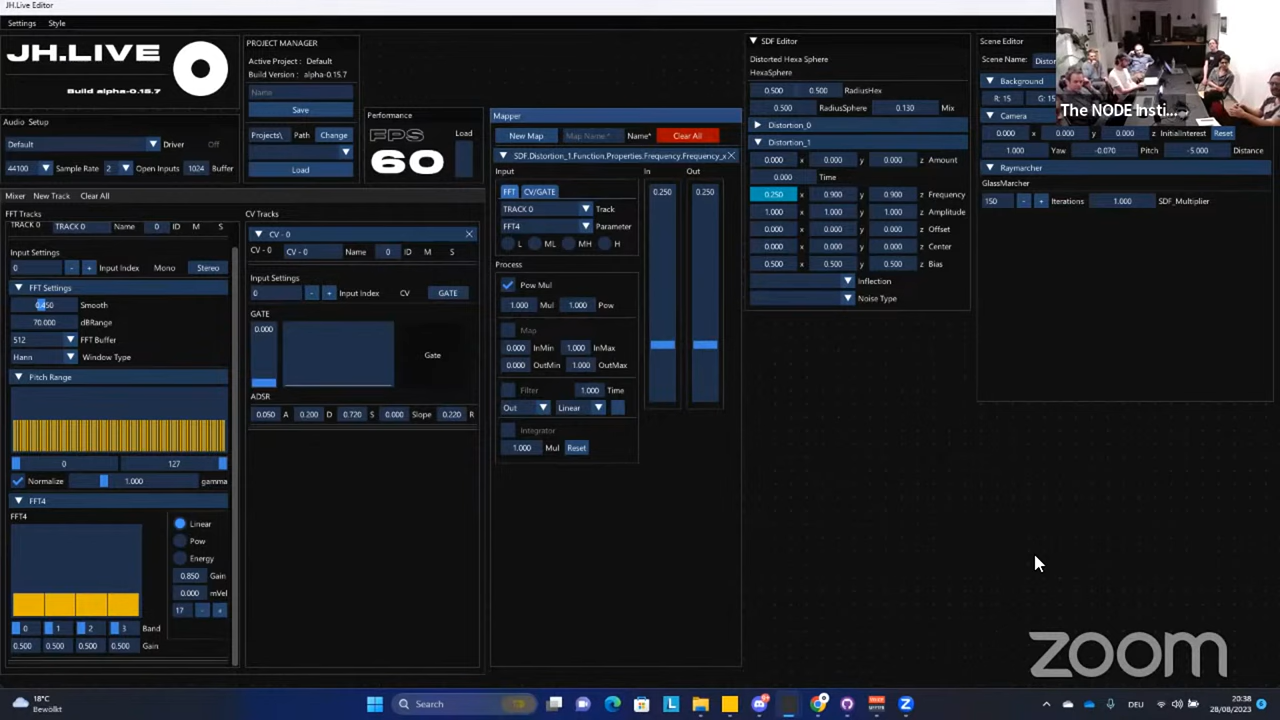 JH.Live Editor
Settings Style
JH.LIVE
Build alpha-0.15.7
Audio Setup
Default Driver Off
44100 Sample Rate 2 Open Inputs 1024 Buffer
Mixer New Track Clear All
FFT Tracks
TRACK 0 TRACK 0 Name 0 ID M S
Input Settings
0 - + Input Index Mono Stereo
FFT Settings
0.450 Smooth
70.000 dBRange
512 FFT Buffer
Hann Window Type
Pitch Range
0 127
Normalize 1.000 gamma
FFT4
FFT4
Linear
Pow
Energy
0.850 Gain
0.000 mVel
17 - +
0 1 2 3 Band
0.500 0.500 0.500 0.500 Gain
PROJECT MANAGER
Active Project : Default
Build Version : alpha-0.15.7
Name
Save
Projects\ Path Change
Load
Performance
FPS Load
60
CV Tracks
CV - 0
CV - 0 CV - 0 Name 0 ID M S
Input Settings
0 - + Input Index CV GATE
GATE
0.000
Gate
ADSR
0.050 A 0.200 D 0.720 S 0.000 Slope 0.220 R
Mapper
New Map Map Name* Name* Clear All
SDF.Distortion_1.Function.Properties.Frequency.Frequency_x
Input In Out
FFT CV/GATE 0.250 0.250
TRACK 0 Track
FFT4 Parameter
L ML MH H
Process
Pow Mul
1.000 Mul 1.000 Pow
Map
0.000 InMin 1.000 InMax
0.000 OutMin 1.000 OutMax
Filter 1.000 Time
Out Linear
Integrator
1.000 Mul Reset
SDF Editor
Distorted Hexa Sphere
HexaSphere
0.500 0.500 RadiusHex
0.500 RadiusSphere 0.130 Mix
Distortion_0
Distortion_1
0.000 x 0.000 y 0.000 z Amount
0.000 Time
0.250 x 0.900 y 0.900 z Frequency
1.000 x 1.000 y 1.000 z Amplitude
0.000 x 0.000 y 0.000 z Offset
0.000 x 0.000 y 0.000 z Center
0.500 x 0.500 y 0.500 z Bias
Inflection
Noise Type
Scene Editor
Scene Name: Distor
Background
R: 15 G: 15
Camera
0.000 x 0.000 y 0.000 z InitialInterest Reset
1.000 Yaw -0.070 Pitch -5.000 Distance
Raymarcher
GlassMarcher
150 - + Iterations 1.000 SDF_Multiplier
The NODE Insti...
zoom
18°C
Bewölkt
Search
DEU
20:38
28/08/2023